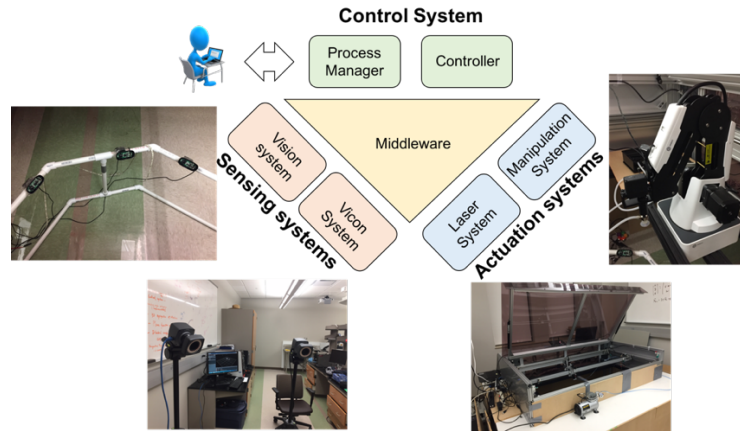 Control System
Process
Manager
Controller
Middleware
Vision
system
Vicon
System
Sensing systems
Laser
System
Manipulation
System
Actuation systems